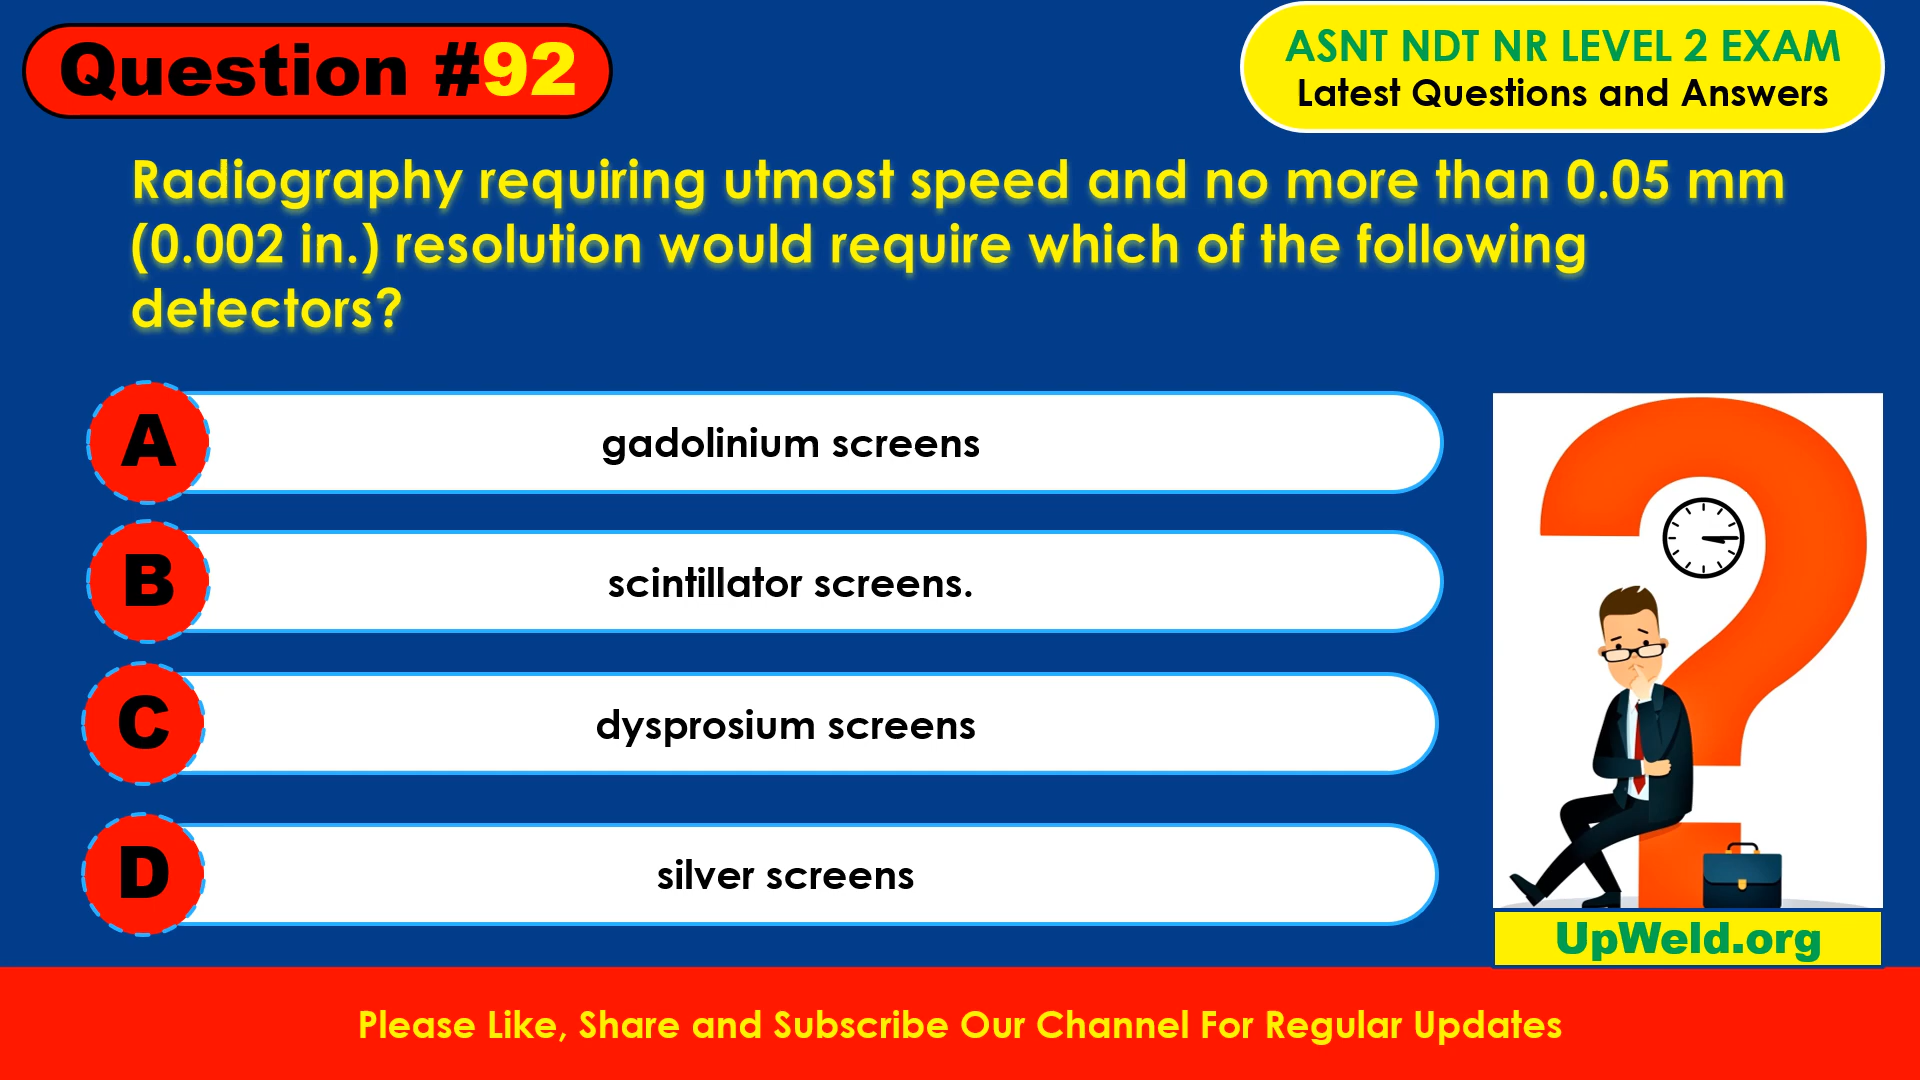 Question #92
ASNT NDT NR LEVEL 2 EXAM
Latest Questions and Answers
Radiography requiring utmost speed and no more than 0.05 mm
(0.002 in.) resolution would require which of the following
detectors?
A
gadolinium screens
B
scintillator screens.
C
dysprosium screens
D
silver screens
UpWeld.org
Please Like, Share and Subscribe Our Channel For Regular Updates